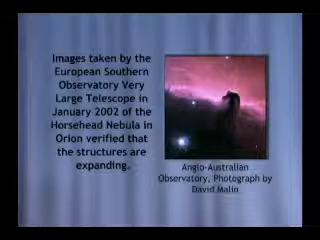 Images taken by the
European Southern
Observatory Very
Large Telescope in
January 2002 of the
Horsehead Nebula in
Orion verified that
the structures are
expanding.
Anglo-Australian
Observatory, Photograph by
David Malin